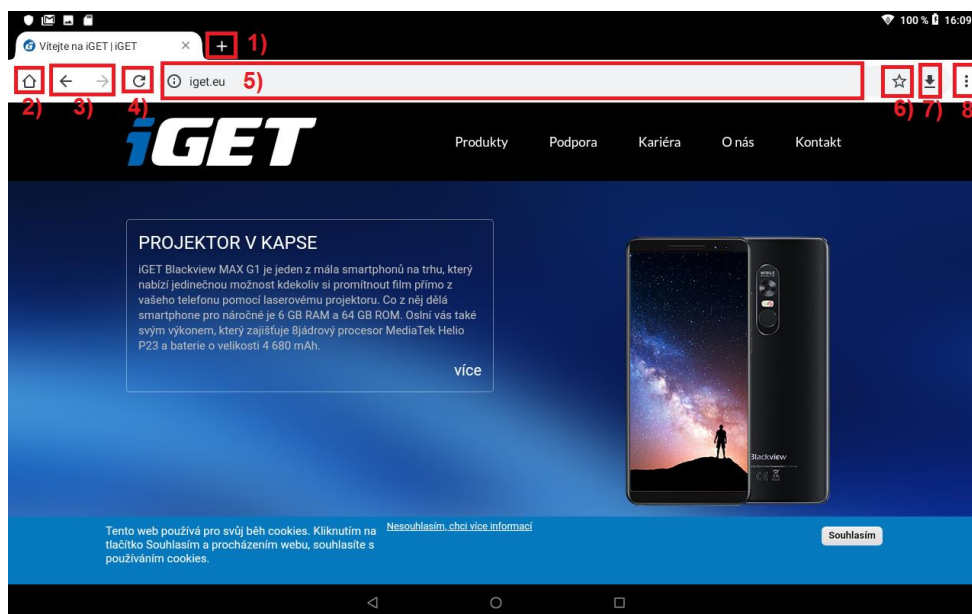 100 % 16:09
Vítejte na iGET | iGET
1)
iget.eu
5)
2)
3)
4)
6)
7)
8
iGET
Produkty Podpora Kariéra O nás Kontakt
PROJEKTOR V KAPSE
iGET Blackview MAX G1 je jeden z mála smartphonů na trhu, který
nabízí jedinečnou možnost kdekoliv si promítnout film přímo z
vašeho telefonu pomocí laserovému projektoru. Co z něj dělá
smartphone pro náročné je 6 GB RAM a 64 GB ROM. Oslní vás také
svým výkonem, který zajišťuje 8jádrový procesor MediaTek Helio
P23 a baterie o velikosti 4 680 mAh.
více
Blackview
Tento web používá pro svůj běh cookies. Kliknutím na
tlačítko Souhlasím a procházením webu, souhlasíte s
používáním cookies.
Nesouhlasím, chci více informací
Souhlasím